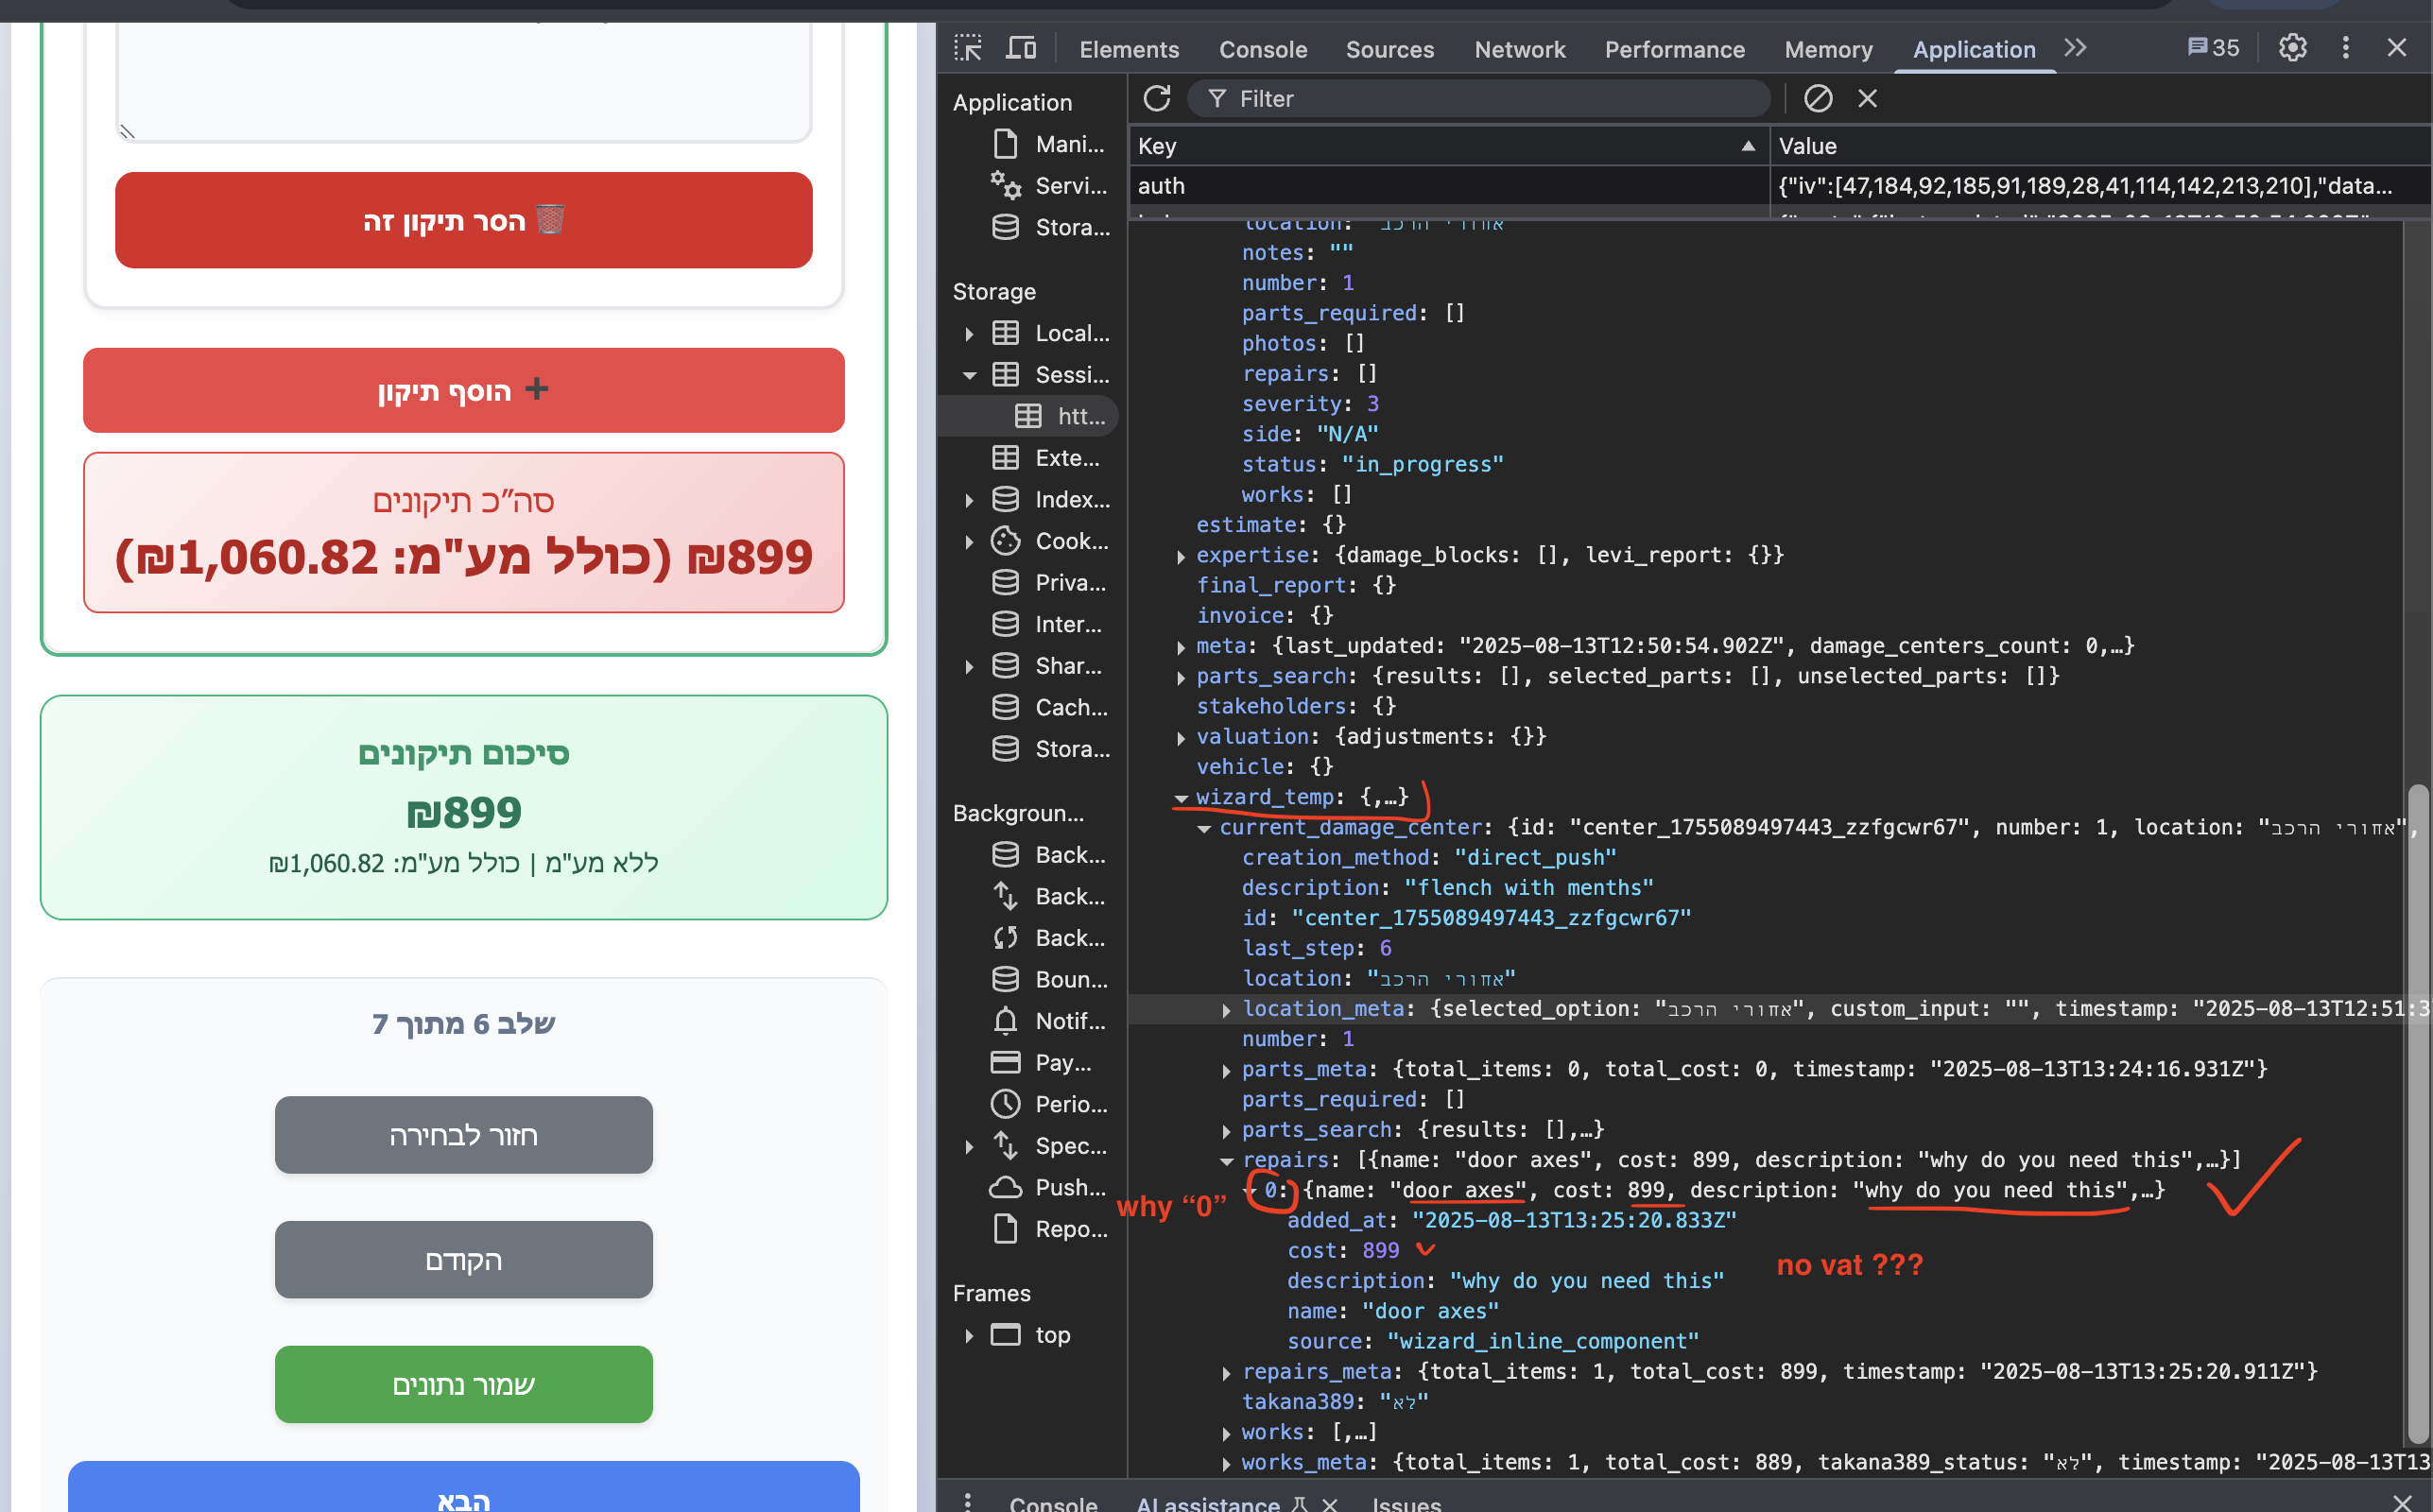 🗑️ הסר תיקון זה
➕ הוסף תיקון
סה״כ תיקונים
₪899 (כולל מע"מ: ₪1,060.82)
סיכום תיקונים
₪899
ללא מע"מ | כולל מע"מ: ₪1,060.82
שלב 6 מתוך 7
חזור לבחירה
הקודם
שמור נתונים
הבא
Elements Console Sources Network Performance Memory Application 35
Application
Mani...
Servi...
Stora...
Storage
Local...
Sessi...
htt...
Exte...
Index...
Cook...
Priva...
Inter...
Shar...
Cach...
Stora...
Backgroun...
Back...
Back...
Back...
Boun...
Notif...
Pay...
Perio...
Spec...
Push...
Repo...
Frames
top
Filter
Key Value
auth {"iv":[47,184,92,185,91,189,28,41,114,142,213,210],"data...
location: "אחורי הרכב"
notes: ""
number: 1
parts_required: []
photos: []
repairs: []
severity: 3
side: "N/A"
status: "in_progress"
works: []
estimate: {}
expertise: {damage_blocks: [], levi_report: {}}
final_report: {}
invoice: {}
meta: {last_updated: "2025-08-13T12:50:54.902Z", damage_centers_count: 0,…}
parts_search: {results: [], selected_parts: [], unselected_parts: []}
stakeholders: {}
valuation: {adjustments: {}}
vehicle: {}
wizard_temp: {,…}
current_damage_center: {id: "center_1755089497443_zzfgcwr67", number: 1, location: "אחורי הרכב",
creation_method: "direct_push"
description: "flench with menths"
id: "center_1755089497443_zzfgcwr67"
last_step: 6
location: "אחורי הרכב"
location_meta: {selected_option: "אחורי הרכב", custom_input: "", timestamp: "2025-08-13T12:51:3
number: 1
parts_meta: {total_items: 0, total_cost: 0, timestamp: "2025-08-13T13:24:16.931Z"}
parts_required: []
parts_search: {results: [],…}
repairs: [{name: "door axes", cost: 899, description: "why do you need this",…}]
why “0” 0: {name: "door axes", cost: 899, description: "why do you need this",…}
added_at: "2025-08-13T13:25:20.833Z"
cost: 899
no vat ???
description: "why do you need this"
name: "door axes"
source: "wizard_inline_component"
repairs_meta: {total_items: 1, total_cost: 899, timestamp: "2025-08-13T13:25:20.911Z"}
takana389: "לא"
works: [,…]
works_meta: {total_items: 1, total_cost: 889, takana389_status: "לא", timestamp: "2025-08-13T13
Console AI assistance Issues